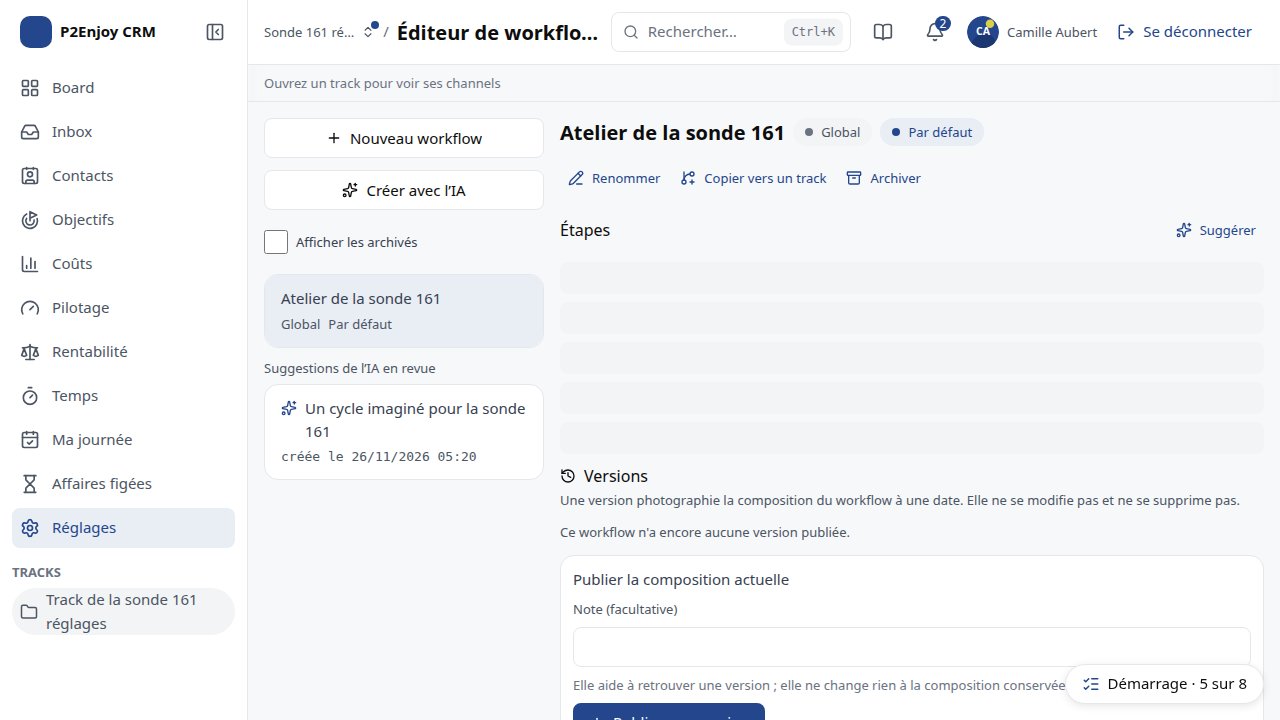 P2Enjoy CRM
Board
Inbox
Contacts
Objectifs
Coûts
Pilotage
Rentabilité
Temps
Ma journée
Affaires figées
Réglages
TRACKS
Track de la sonde 161
réglages
Sonde 161 ré...
/
Éditeur de workflo...
Rechercher...
Ctrl+K
2
CA
Camille Aubert
Se déconnecter
Ouvrez un track pour voir ses channels
Nouveau workflow
Créer avec l'IA
Afficher les archivés
Atelier de la sonde 161
Global Par défaut
Suggestions de l'IA en revue
Un cycle imaginé pour la sonde
161
créée le 26/11/2026 05:20
Atelier de la sonde 161
Global
Par défaut
Renommer
Copier vers un track
Archiver
Étapes
Suggérer
Versions
Une version photographie la composition du workflow à une date. Elle ne se modifie pas et ne se supprime pas.
Ce workflow n'a encore aucune version publiée.
Publier la composition actuelle
Note (facultative)
Elle aide à retrouver une version ; elle ne change rien à la composition conservée
Démarrage · 5 sur 8